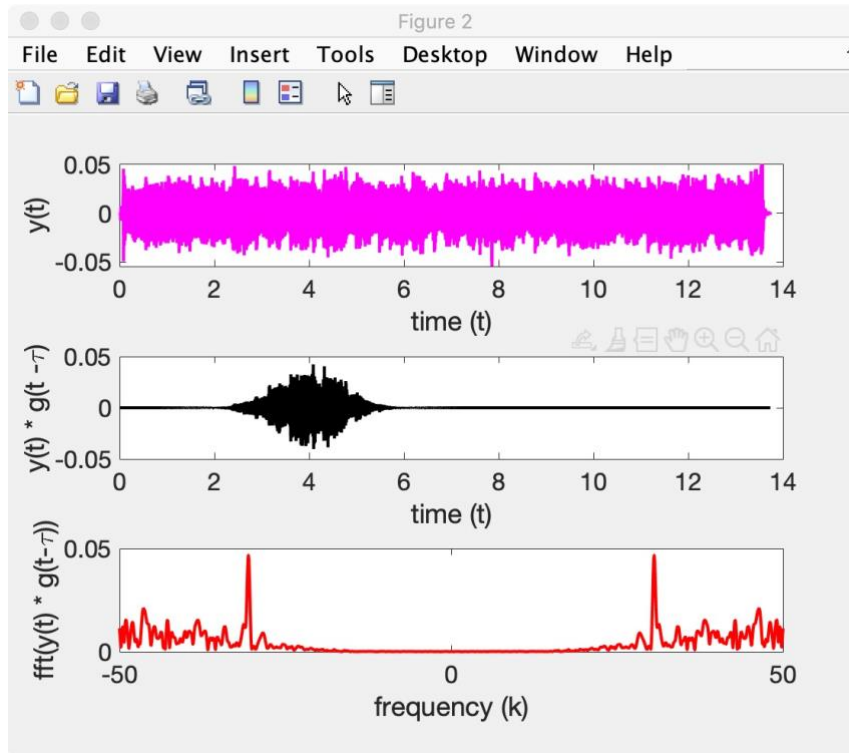 Figure 2
File Edit View Insert Tools Desktop Window Help
0.05
0
-0.05
y(t)
0 2 4 6 8 10 12 14
time (t)
0.05
0
-0.05
y(t) * g(t -τ)
0 2 4 6 8 10 12 14
time (t)
0.05
0
fft(y(t) * g(t-τ))
-50 0 50
frequency (k)